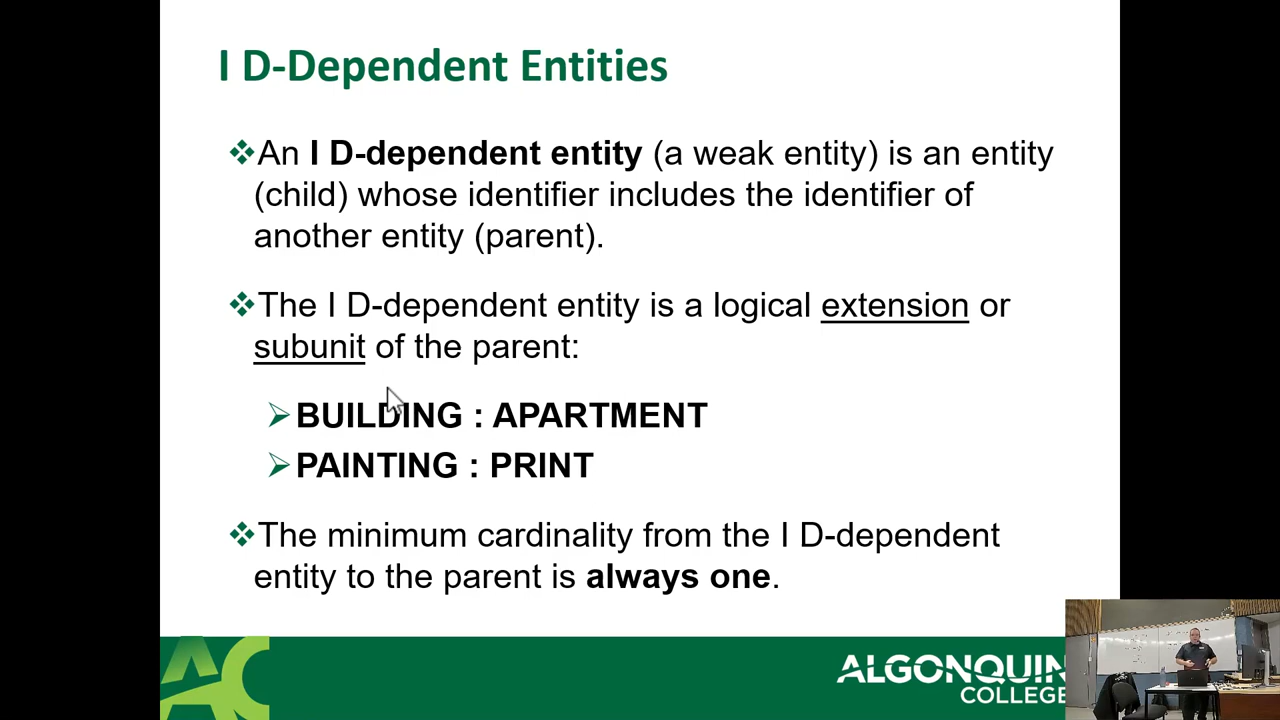 I D-Dependent Entities
An I D-dependent entity (a weak entity) is an entity
(child) whose identifier includes the identifier of
another entity (parent).
The I D-dependent entity is a logical extension or
subunit of the parent:
BUILDING : APARTMENT
PAINTING : PRINT
The minimum cardinality from the I D-dependent
entity to the parent is always one.
AC
ALGONQUIN
COLLEGE